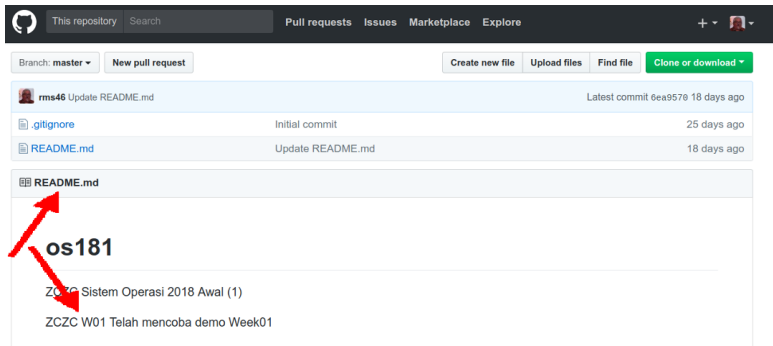 This repository Search Pull requests Issues Marketplace Explore
Branch: master New pull request Create new file Upload files Find file Clone or download
rms46 Update README.md Latest commit 6ea9570 18 days ago
.gitignore Initial commit 25 days ago
README.md Update README.md 18 days ago
README.md
os181
ZCZC Sistem Operasi 2018 Awal (1)
ZCZC W01 Telah mencoba demo Week01